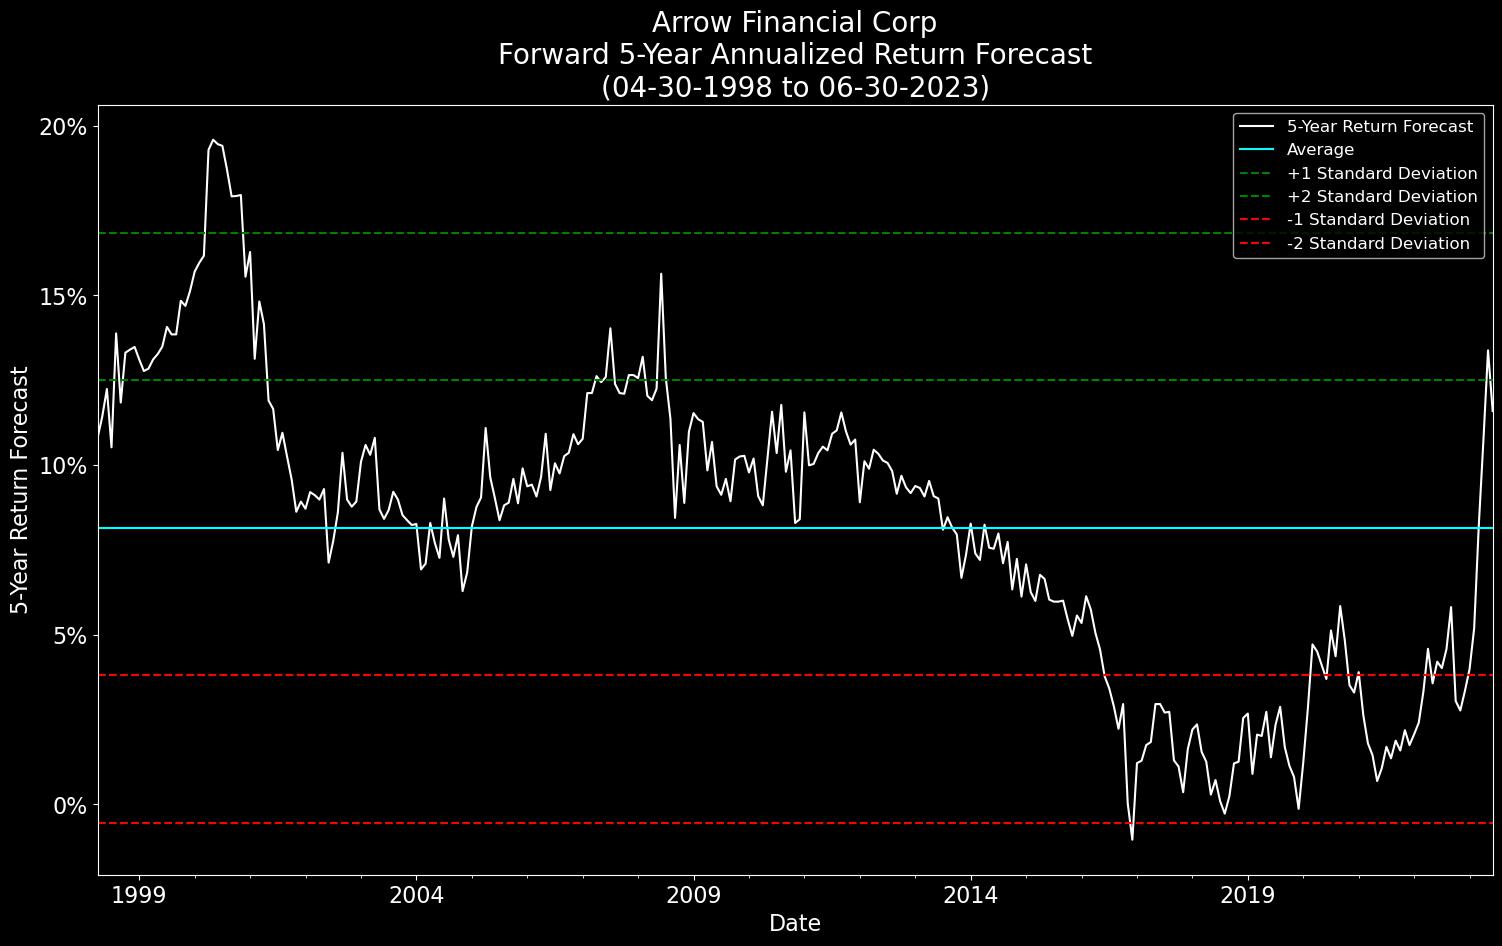 Arrow Financial Corp
Forward 5-Year Annualized Return Forecast
(04-30-1998 to 06-30-2023)
5-Year Return Forecast
Average
+1 Standard Deviation
+2 Standard Deviation
-1 Standard Deviation
-2 Standard Deviation
20%
15%
10%
5%
0%
5-Year Return Forecast
1999
2004
2009
2014
2019
Date